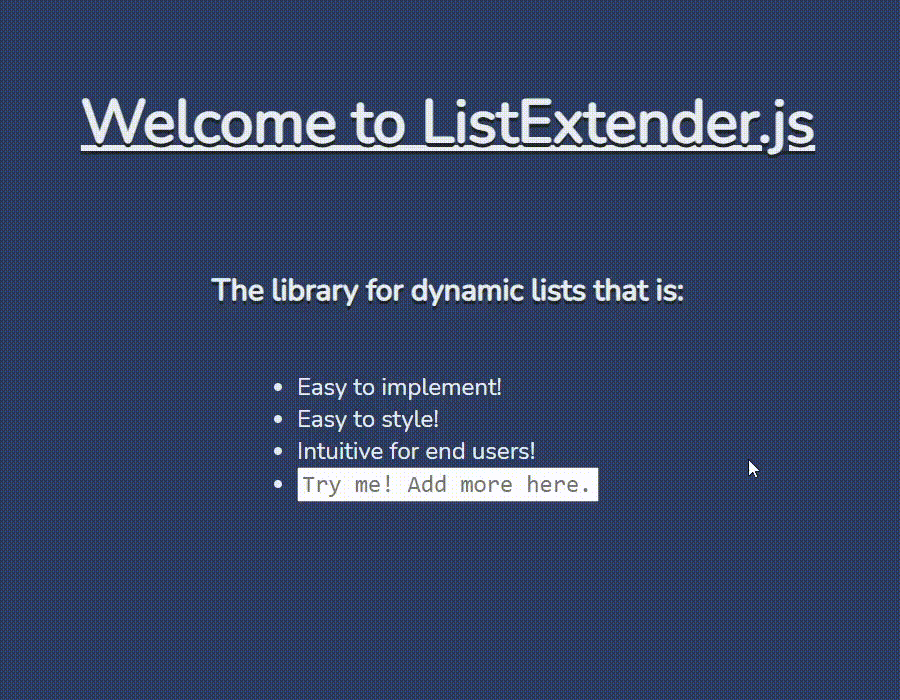 Welcome to ListExtender.js
The library for dynamic lists that is:
Easy to implement!
Easy to style!
Intuitive for end users!
Try me! Add more here.